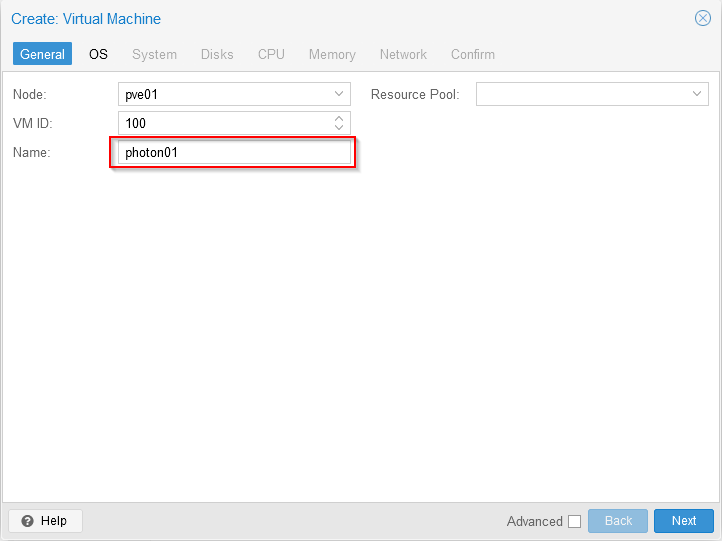 Create: Virtual Machine
General OS System Disks CPU Memory Network Confirm
Node: pve01 Resource Pool:
VM ID: 100
Name: photon01
Help Advanced Back Next